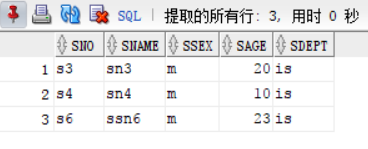 SQL | 提取的所有行: 3, 用时 0 秒
SNO SNAME SSEX SAGE SDEPT
1 s3 sn3 m 20 is
2 s4 sn4 m 10 is
3 s6 ssn6 m 23 is